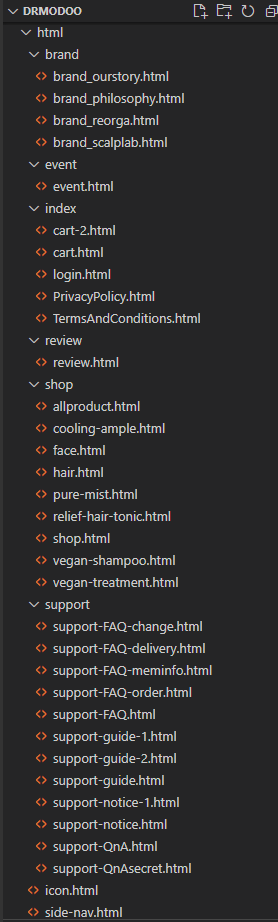 DRMODOO
html
brand
brand_ourstory.html
brand_philosophy.html
brand_reorga.html
brand_scalplab.html
event
event.html
index
cart-2.html
cart.html
login.html
PrivacyPolicy.html
TermsAndConditions.html
review
review.html
shop
allproduct.html
cooling-ample.html
face.html
hair.html
pure-mist.html
relief-hair-tonic.html
shop.html
vegan-shampoo.html
vegan-treatment.html
support
support-FAQ-change.html
support-FAQ-delivery.html
support-FAQ-meminfo.html
support-FAQ-order.html
support-FAQ.html
support-guide-1.html
support-guide-2.html
support-guide.html
support-notice-1.html
support-notice.html
support-QnA.html
support-QnAsecret.html
icon.html
side-nav.html